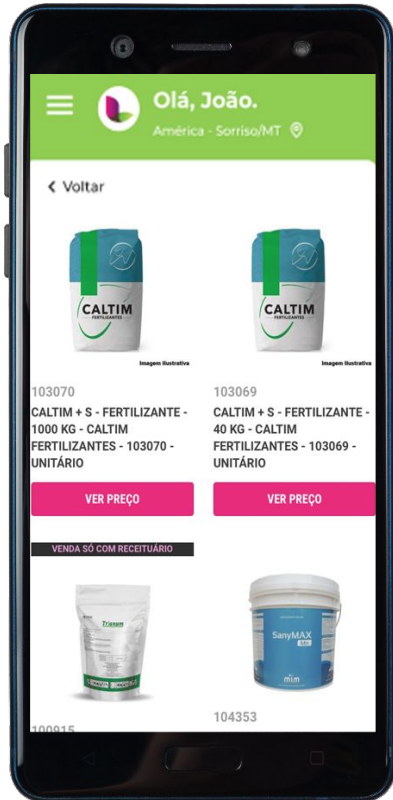 Olá, João.
América - Sorriso/MT
Voltar
CALTIM
FERTILIZANTES
Imagem Ilustrativa
CALTIM
FERTILIZANTES
Imagem Ilustrativa
103070
CALTIM + S - FERTILIZANTE -
1000 KG - CALTIM
FERTILIZANTES - 103070 -
UNITÁRIO
VER PREÇO
103069
CALTIM + S - FERTILIZANTE -
40 KG - CALTIM
FERTILIZANTES - 103069 -
UNITÁRIO
VER PREÇO
VENDA SÓ COM RECEITUÁRIO
SanyMAX
mim
100915
104353